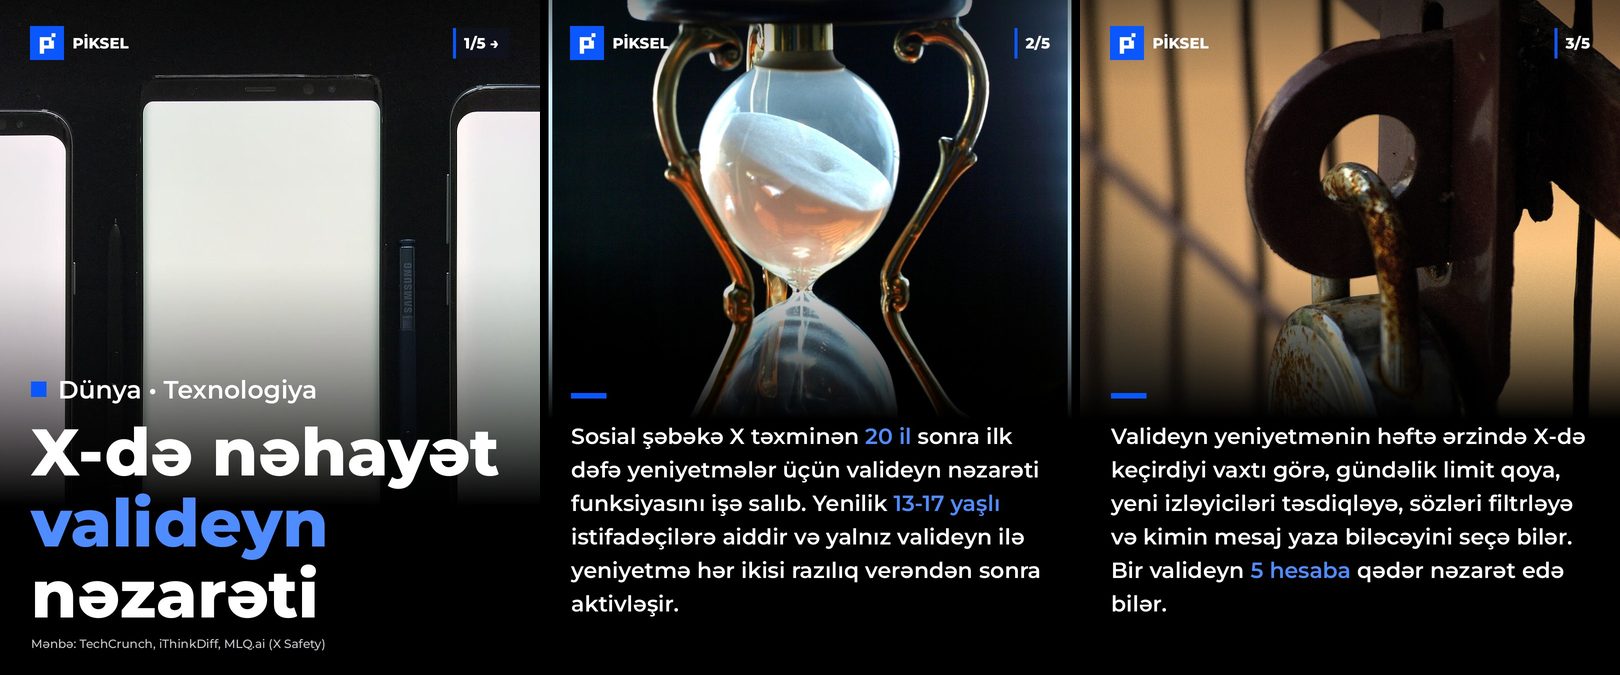 PİKSEL
1/5 →
SAMSUNG
Dünya • Texnologiya
X-də nəhayət
valideyn
nəzarəti
Mənbə: TechCrunch, iThinkDiff, MLQ.ai (X Safety)
PİKSEL
2/5
Sosial şəbəkə X təxminən 20 il sonra ilk
dəfə yeniyetmələr üçün valideyn nəzarəti
funksiyasını işə salıb. Yenilik 13-17 yaşlı
istifadəçilərə aiddir və yalnız valideyn ilə
yeniyetmə hər ikisi razılıq verəndən sonra
aktivləşir.
PİKSEL
3/5
Valideyn yeniyetmənin həftə ərzində X-də
keçirdiyi vaxtı görə, gündəlik limit qoya,
yeni izləyiciləri təsdiqləyə, sözləri filtrləyə
və kimin mesaj yaza biləcəyini seçə bilər.
Bir valideyn 5 hesaba qədər nəzarət edə
bilər.